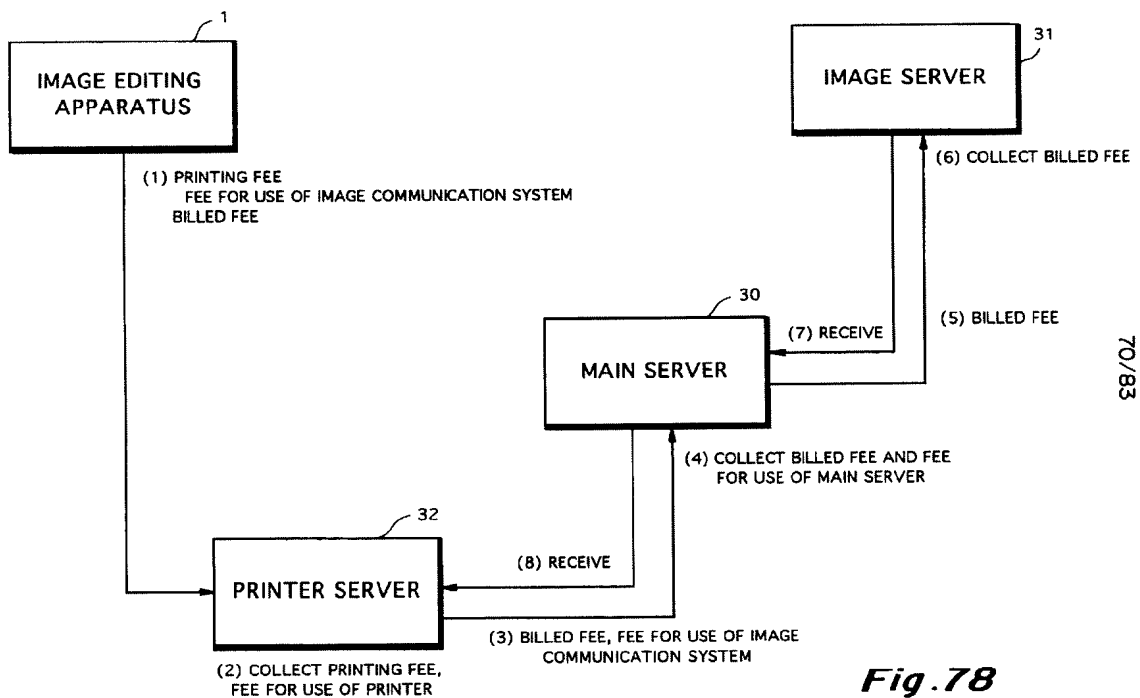 1
IMAGE EDITING
APPARATUS
31
IMAGE SERVER
(1) PRINTING FEE
FEE FOR USE OF IMAGE COMMUNICATION SYSTEM
BILLED FEE
(6) COLLECT BILLED FEE
30
MAIN SERVER
(7) RECEIVE
(5) BILLED FEE
70/83
(4) COLLECT BILLED FEE AND FEE
FOR USE OF MAIN SERVER
32
PRINTER SERVER
(8) RECEIVE
(3) BILLED FEE, FEE FOR USE OF IMAGE
COMMUNICATION SYSTEM
(2) COLLECT PRINTING FEE,
FEE FOR USE OF PRINTER
Fig.78